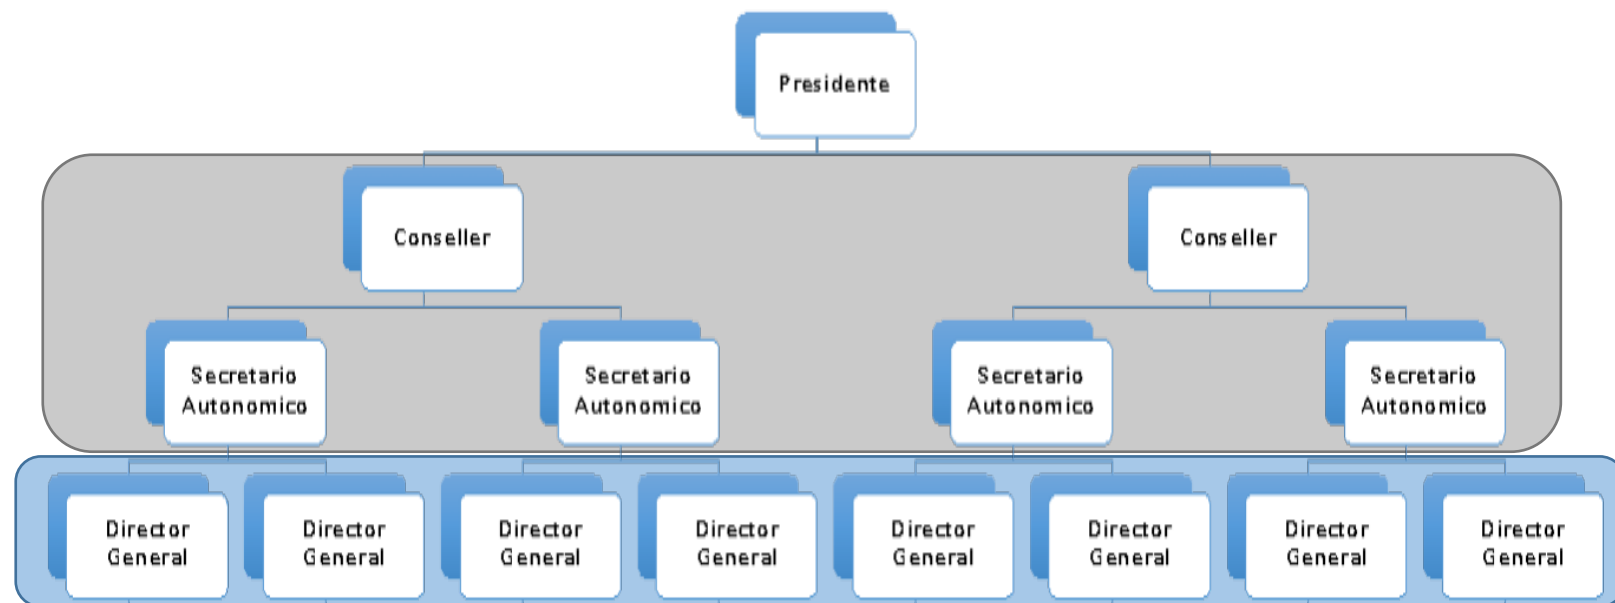 Presidente
Conseller
Conseller
Secretario
Autonomico
Secretario
Autonomico
Secretario
Autonomico
Secretario
Autonomico
Director
General
Director
General
Director
General
Director
General
Director
General
Director
General
Director
General
Director
General